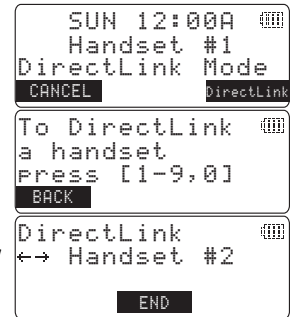 SUN 12:00A
Handset #1
DirectLink Mode
CANCEL DirectLink
To DirectLink
a handset
press [1-9,0]
BACK
DirectLink
←→ Handset #2
END